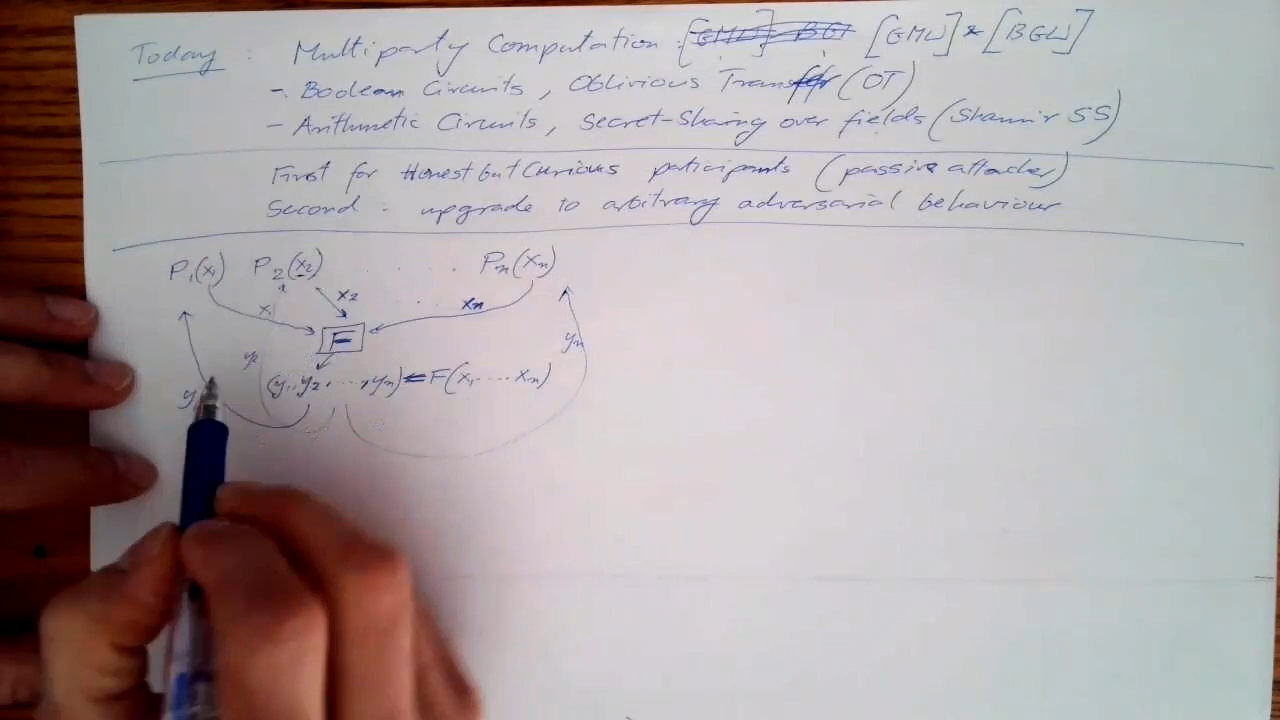 Today : Multiparty Computation : [GMW], BGW [GMW] & [BGW]
- Boolean Circuits, Oblivious Transfer (OT)
- Arithmetic Circuits, Secret-Sharing over fields (Shamir SS)
First for Honest but Curious participants (passive attacker)
Second - upgrade to arbitrary adversarial behaviour
P1(x1) P2(x2) . . . . Pn(xn)
x1 x2 . . xn
F
y2 yn
(y1, y2, ..., yn) ⇐ F(x1, .... xn)
y